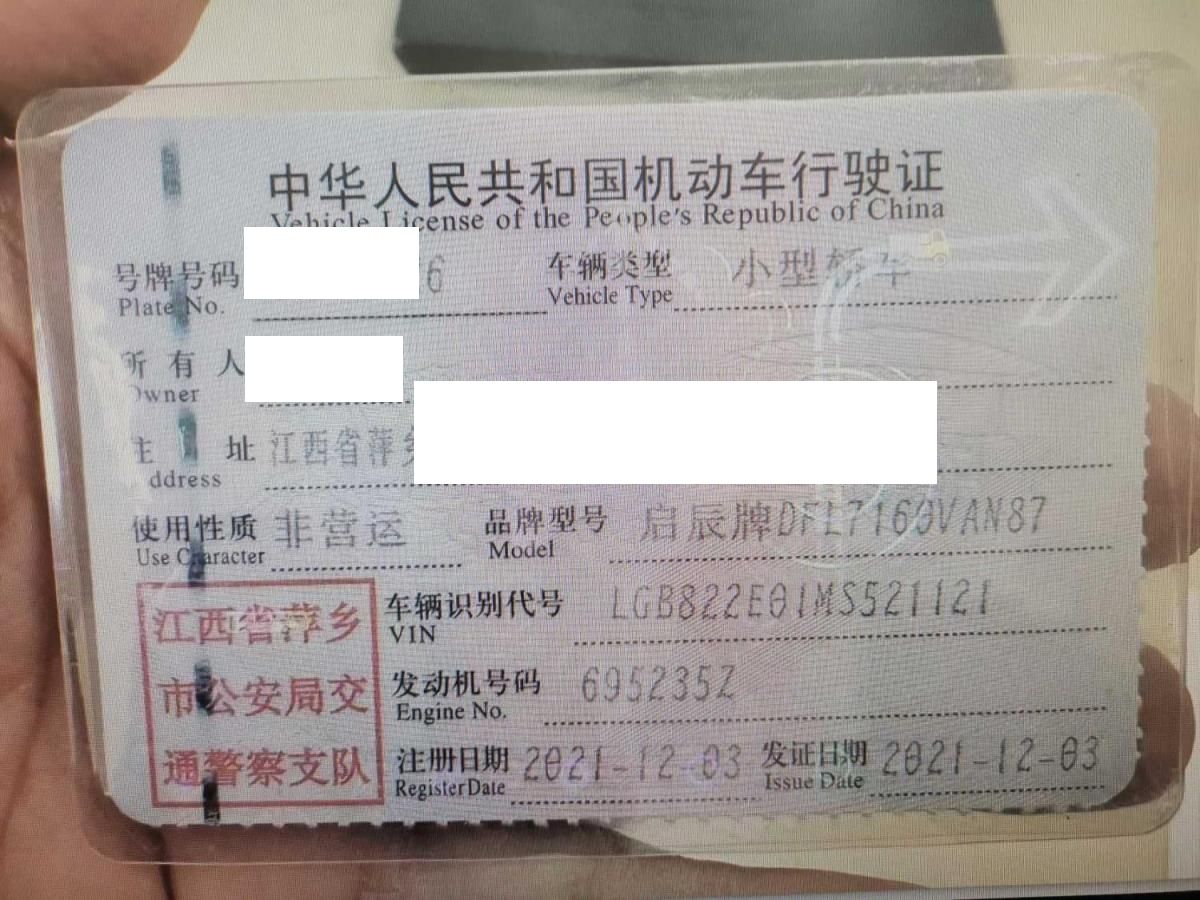 中华人民共和国机动车行驶证
Vehicle License of the People's Republic of China
号牌号码 6 车辆类型 小型轿车
Plate No. Vehicle Type
所有人
Owner
住址 江西省萍乡
Address
使用性质 非营运 品牌型号 启辰牌DFL7160VAN87
Use Character Model
江西省萍乡
市公安局交
通警察支队
车辆识别代号 LGB822E01MS521121
VIN
发动机号码 695235Z
Engine No.
注册日期 2021-12-03 发证日期 2021-12-03
Register Date Issue Date